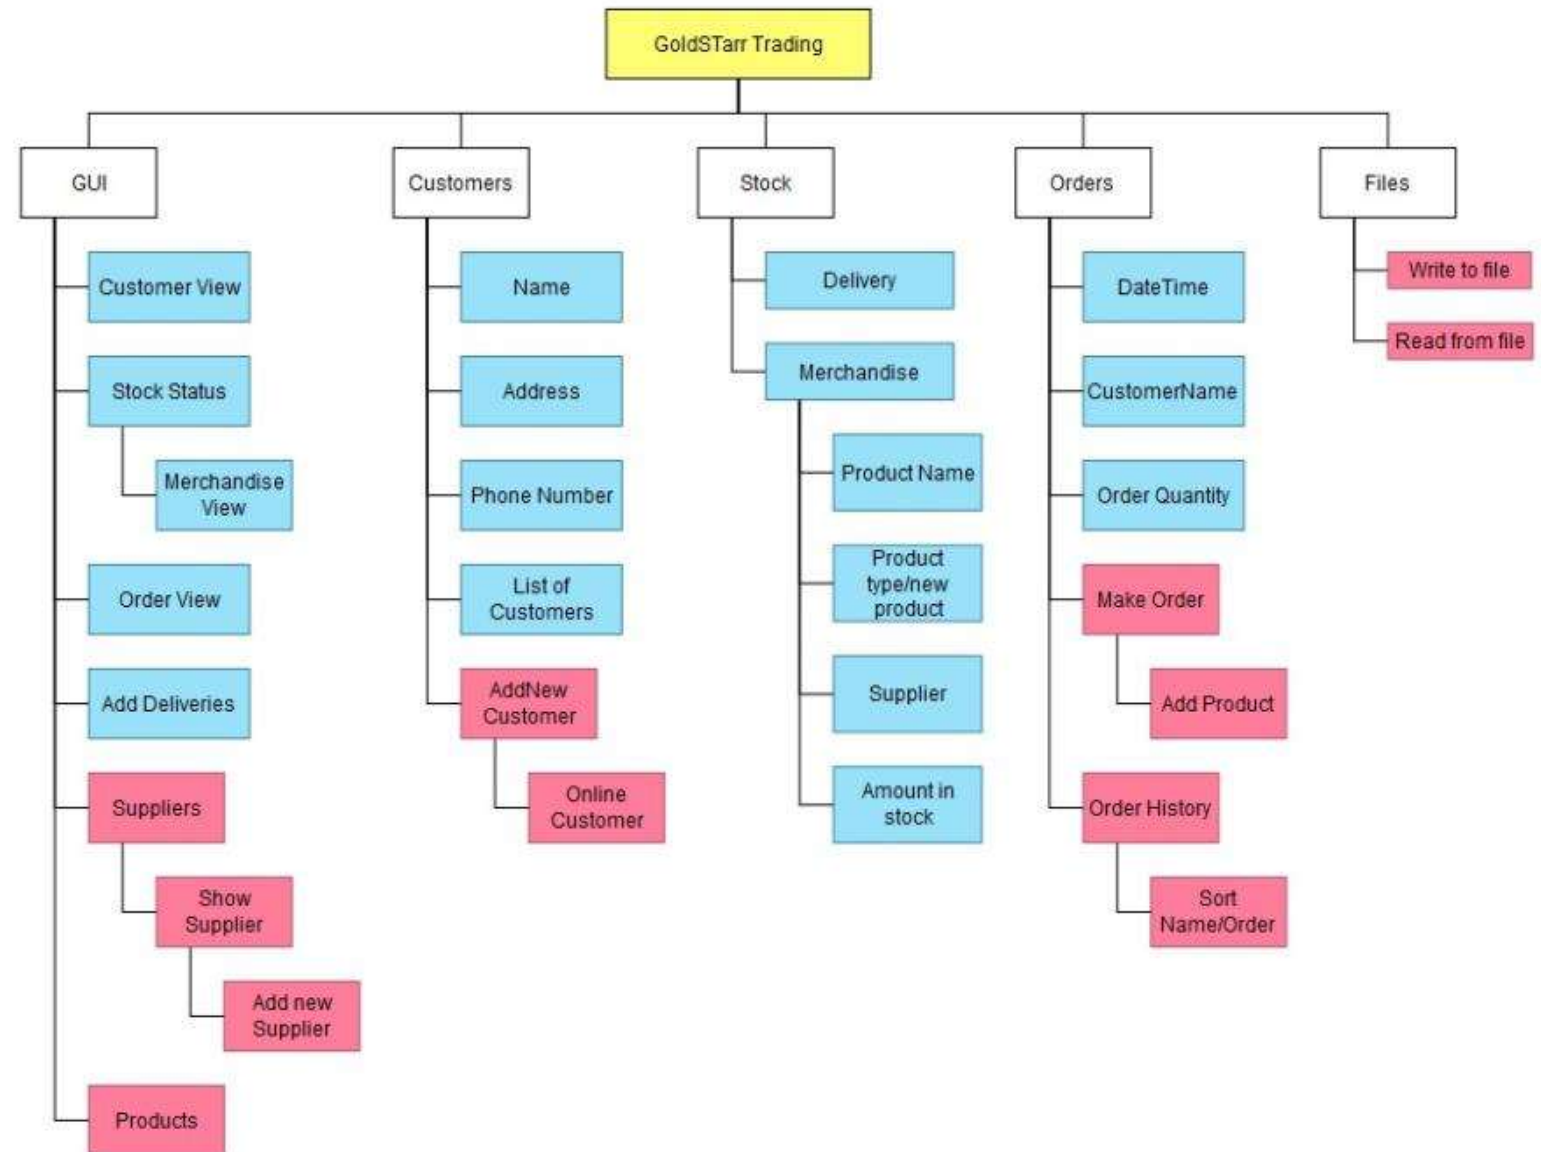 GoldSTarr Trading
GUI
Customers
Stock
Orders
Files
Customer View
Stock Status
Merchandise
View
Order View
Add Deliveries
Suppliers
Show
Supplier
Add new
Supplier
Products
Name
Address
Phone Number
List of
Customers
AddNew
Customer
Online
Customer
Delivery
Merchandise
Product Name
Product
type/new
product
Supplier
Amount in
stock
DateTime
CustomerName
Order Quantity
Make Order
Add Product
Order History
Sort
Name/Order
Write to file
Read from file